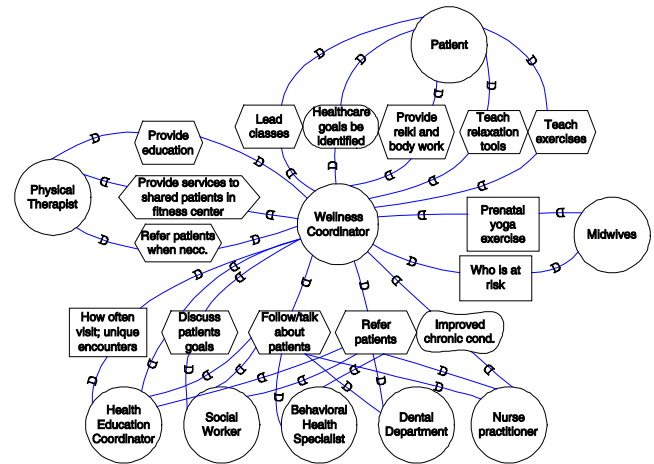 Patient
Lead
classes
Healthcare
goals be
identified
Provide
reiki and
body work
Teach
relaxation
tools
Teach
exercises
Provide
education
Physical
Therapist
Provide services to
shared patients in
fitness center
Refer patients
when necc.
Wellness
Coordinator
Prenatal
yoga
exercise
Midwives
Who is at
risk
How often
visit; unique
encounters
Discuss
patients
goals
Follow/talk
about
patients
Refer
patients
Improved
chronic cond.
Health
Education
Coordinator
Social
Worker
Behavioral
Health
Specialist
Dental
Department
Nurse
practitioner